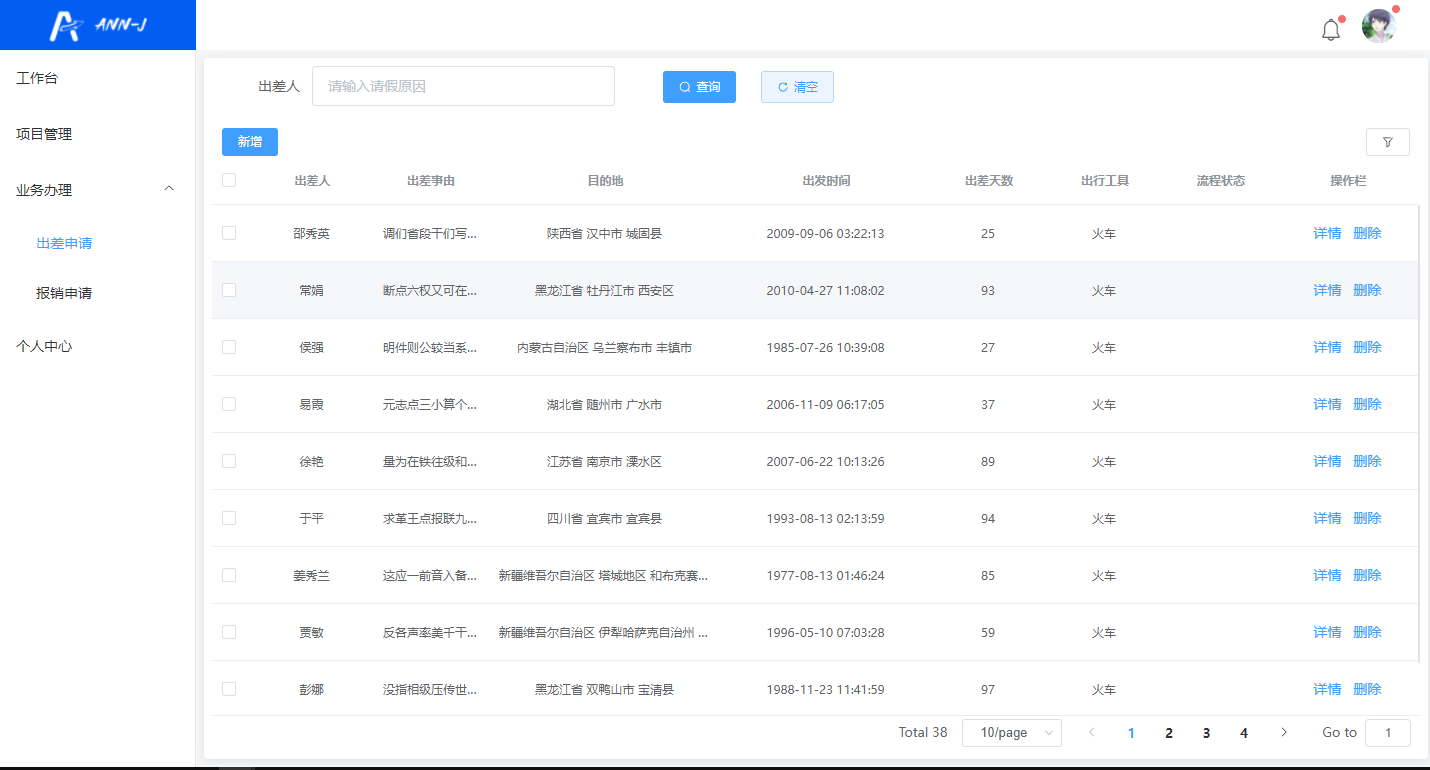 ANN-J
工作台
项目管理
业务办理
出差申请
报销申请
个人中心
出差人 请输入请假原因 查询 清空
新增
出差人 出差事由 目的地 出发时间 出差天数 出行工具 流程状态 操作栏
邵秀英 调们省段干们写... 陕西省 汉中市 城固县 2009-09-06 03:22:13 25 火车 详情 删除
常娟 断点六权又可在... 黑龙江省 牡丹江市 西安区 2010-04-27 11:08:02 93 火车 详情 删除
侯强 明件则公较当系... 内蒙古自治区 乌兰察布市 丰镇市 1985-07-26 10:39:08 27 火车 详情 删除
易霞 元志点三小算个... 湖北省 随州市 广水市 2006-11-09 06:17:05 37 火车 详情 删除
徐艳 量为在铁往级和... 江苏省 南京市 溧水区 2007-06-22 10:13:26 89 火车 详情 删除
于平 求革王点报联九... 四川省 宜宾市 宜宾县 1993-08-13 02:13:59 94 火车 详情 删除
姜秀兰 这应一前音入备... 新疆维吾尔自治区 塔城地区 和布克赛... 1977-08-13 01:46:24 85 火车 详情 删除
贾敏 反各声率美千干... 新疆维吾尔自治区 伊犁哈萨克自治州 ... 1996-05-10 07:03:28 59 火车 详情 删除
彭娜 没指相级压传世... 黑龙江省 双鸭山市 宝清县 1988-11-23 11:41:59 97 火车 详情 删除
Total 38 10/page 1 2 3 4 Go to 1